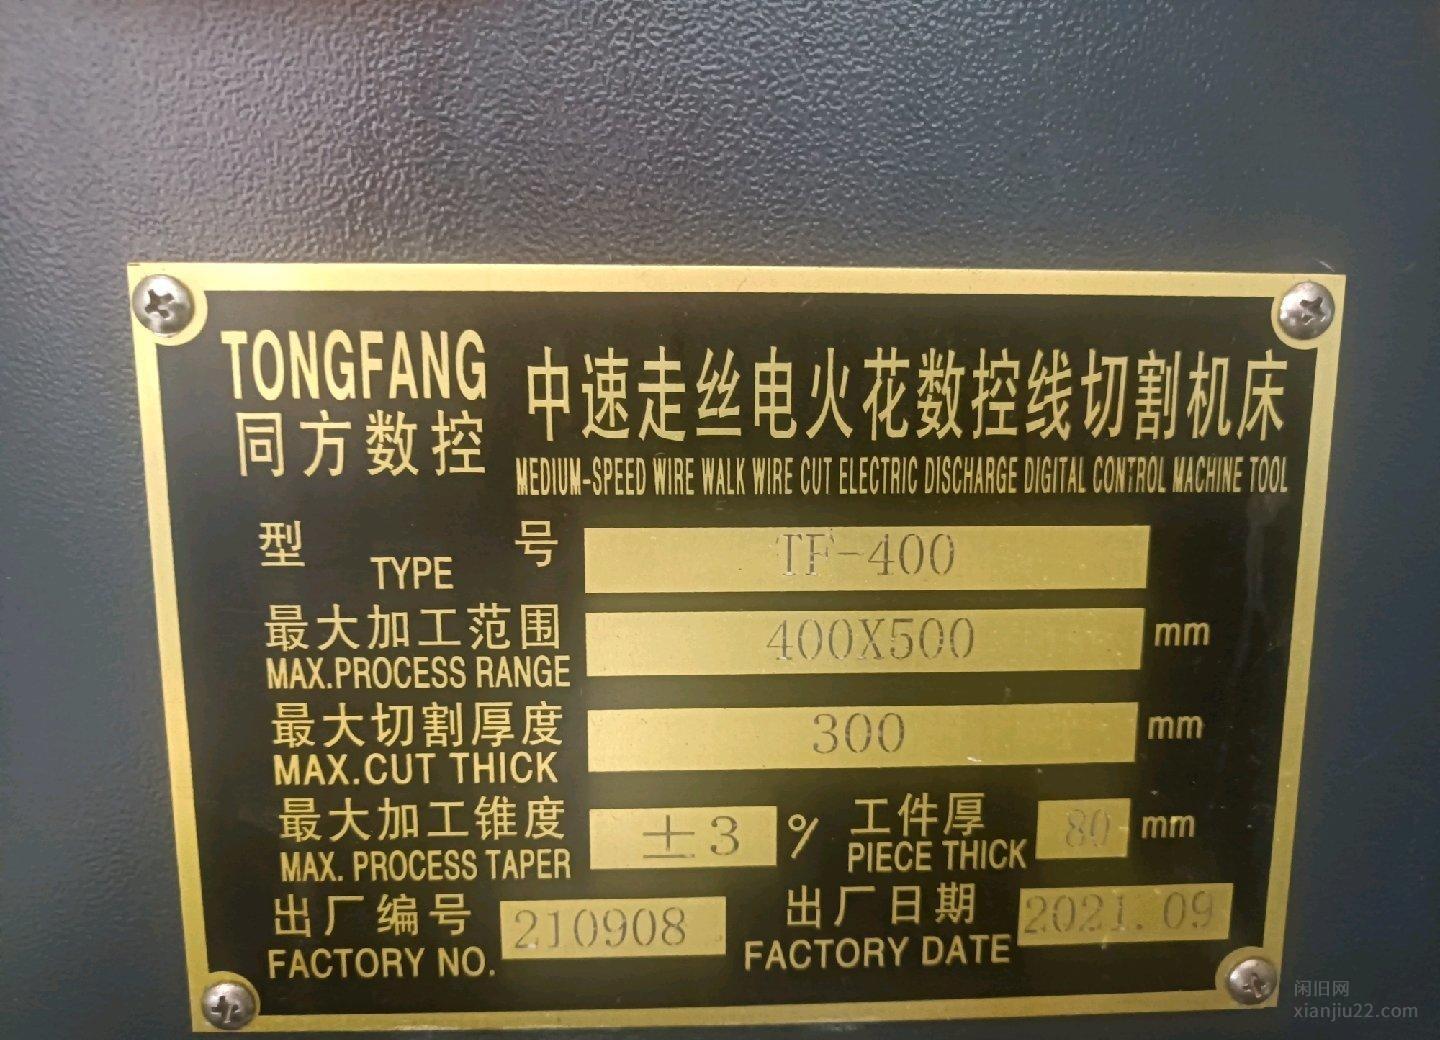 TONGFANG
同方数控
中速走丝电火花数控线切割机床
MEDIUM-SPEED WIRE WALK WIRE CUT ELECTRIC DISCHARGE DIGITAL CONTROL MACHINE TOOL
型 号 TYPE TF-400
最大加工范围 400X500 mm
MAX.PROCESS RANGE
最大切割厚度 300 mm
MAX.CUT THICK
最大加工锥度 ±3 % 工件厚 80 mm
MAX. PROCESS TAPER PIECE THICK
出厂编号 210908 出厂日期 2021.09
FACTORY NO. FACTORY DATE
闲旧网
xianjiu22.com